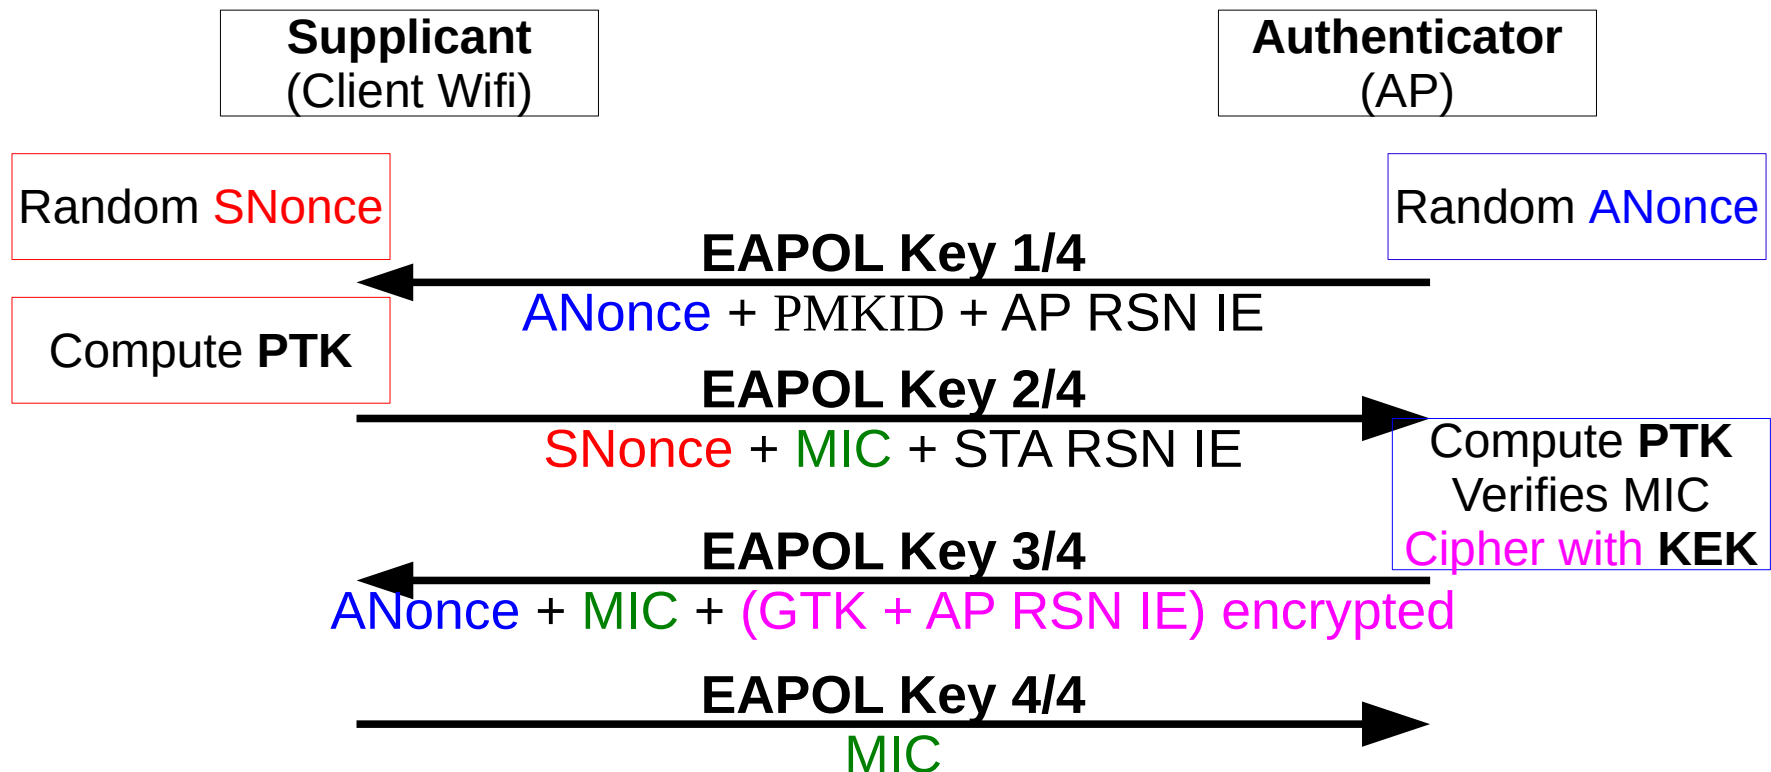 Supplicant
(Client Wifi)
Authenticator
(AP)
Random SNonce
Random ANonce
EAPOL Key 1/4
ANonce + PMKID + AP RSN IE
Compute PTK
EAPOL Key 2/4
SNonce + MIC + STA RSN IE
Compute PTK
Verifies MIC
Cipher with KEK
EAPOL Key 3/4
ANonce + MIC + (GTK + AP RSN IE) encrypted
EAPOL Key 4/4
MIC